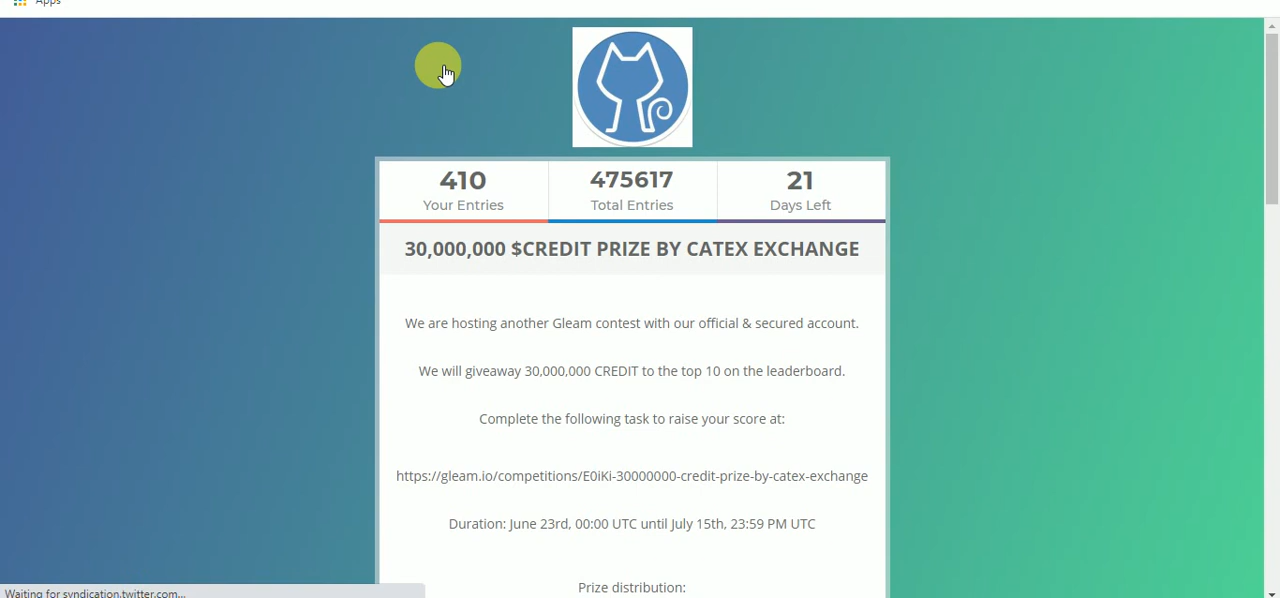 Apps
410
Your Entries
475617
Total Entries
21
Days Left
30,000,000 $CREDIT PRIZE BY CATEX EXCHANGE
We are hosting another Gleam contest with our official & secured account.
We will giveaway 30,000,000 CREDIT to the top 10 on the leaderboard.
Complete the following task to raise your score at:
https://gleam.io/competitions/E0iKi-30000000-credit-prize-by-catex-exchange
Duration: June 23rd, 00:00 UTC until July 15th, 23:59 PM UTC
Prize distribution:
Waiting for syndication.twitter.com...